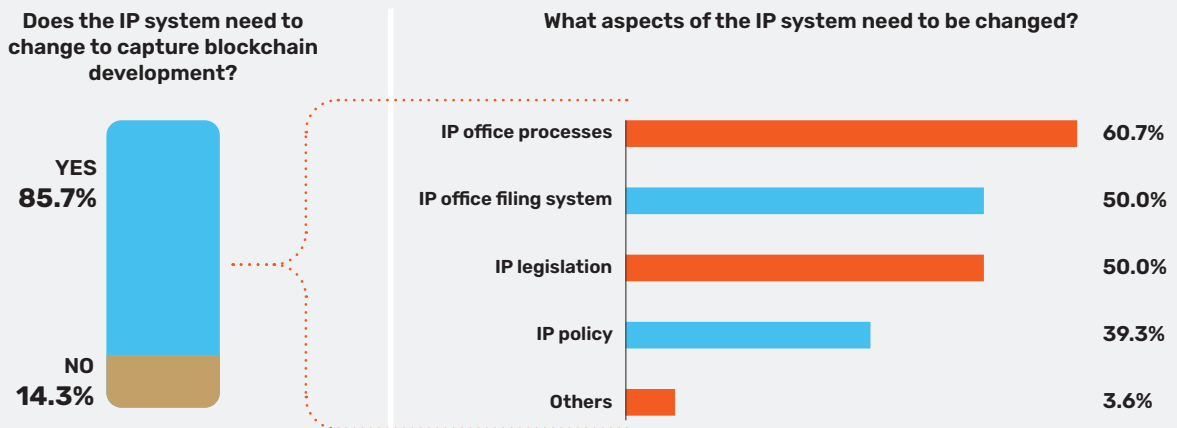 Does the IP system need to
change to capture blockchain
development?
YES
85.7%
NO
14.3%
What aspects of the IP system need to be changed?
IP office processes 60.7%
IP office filing system 50.0%
IP legislation 50.0%
IP policy 39.3%
Others 3.6%